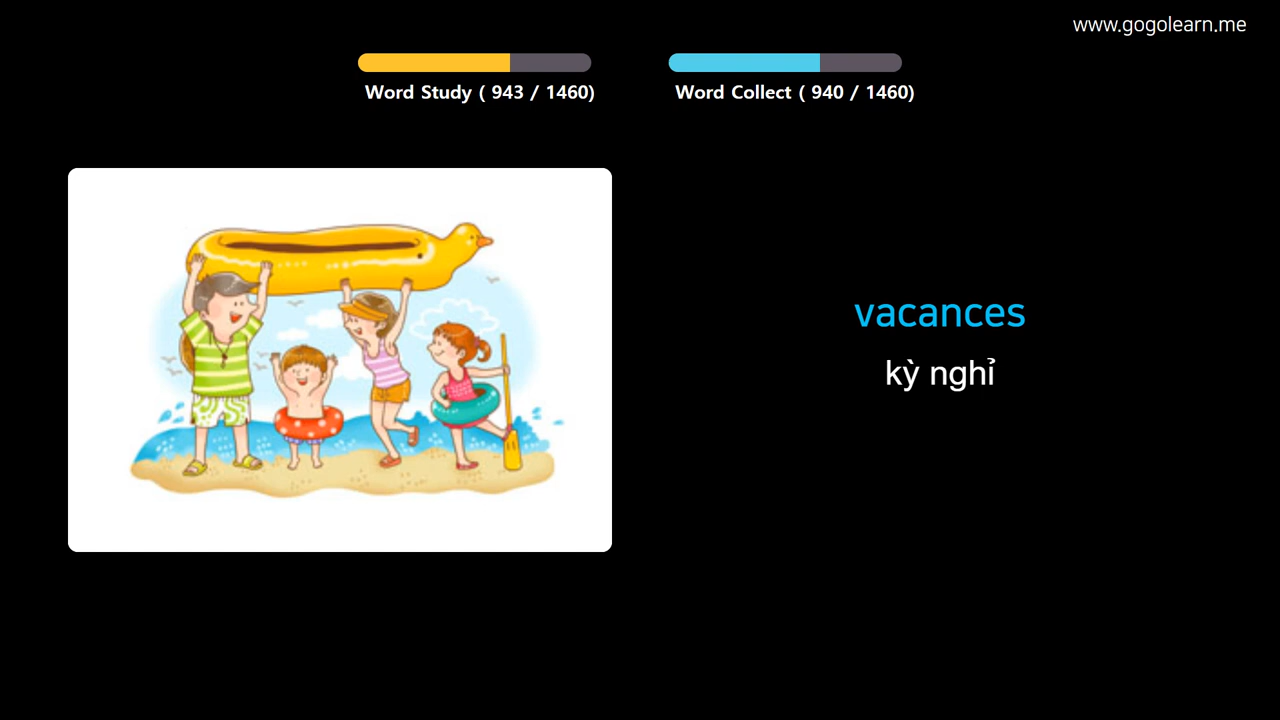 www.gogolearn.me
Word Study ( 943 / 1460)
Word Collect ( 940 / 1460)
vacances
kỳ nghỉ